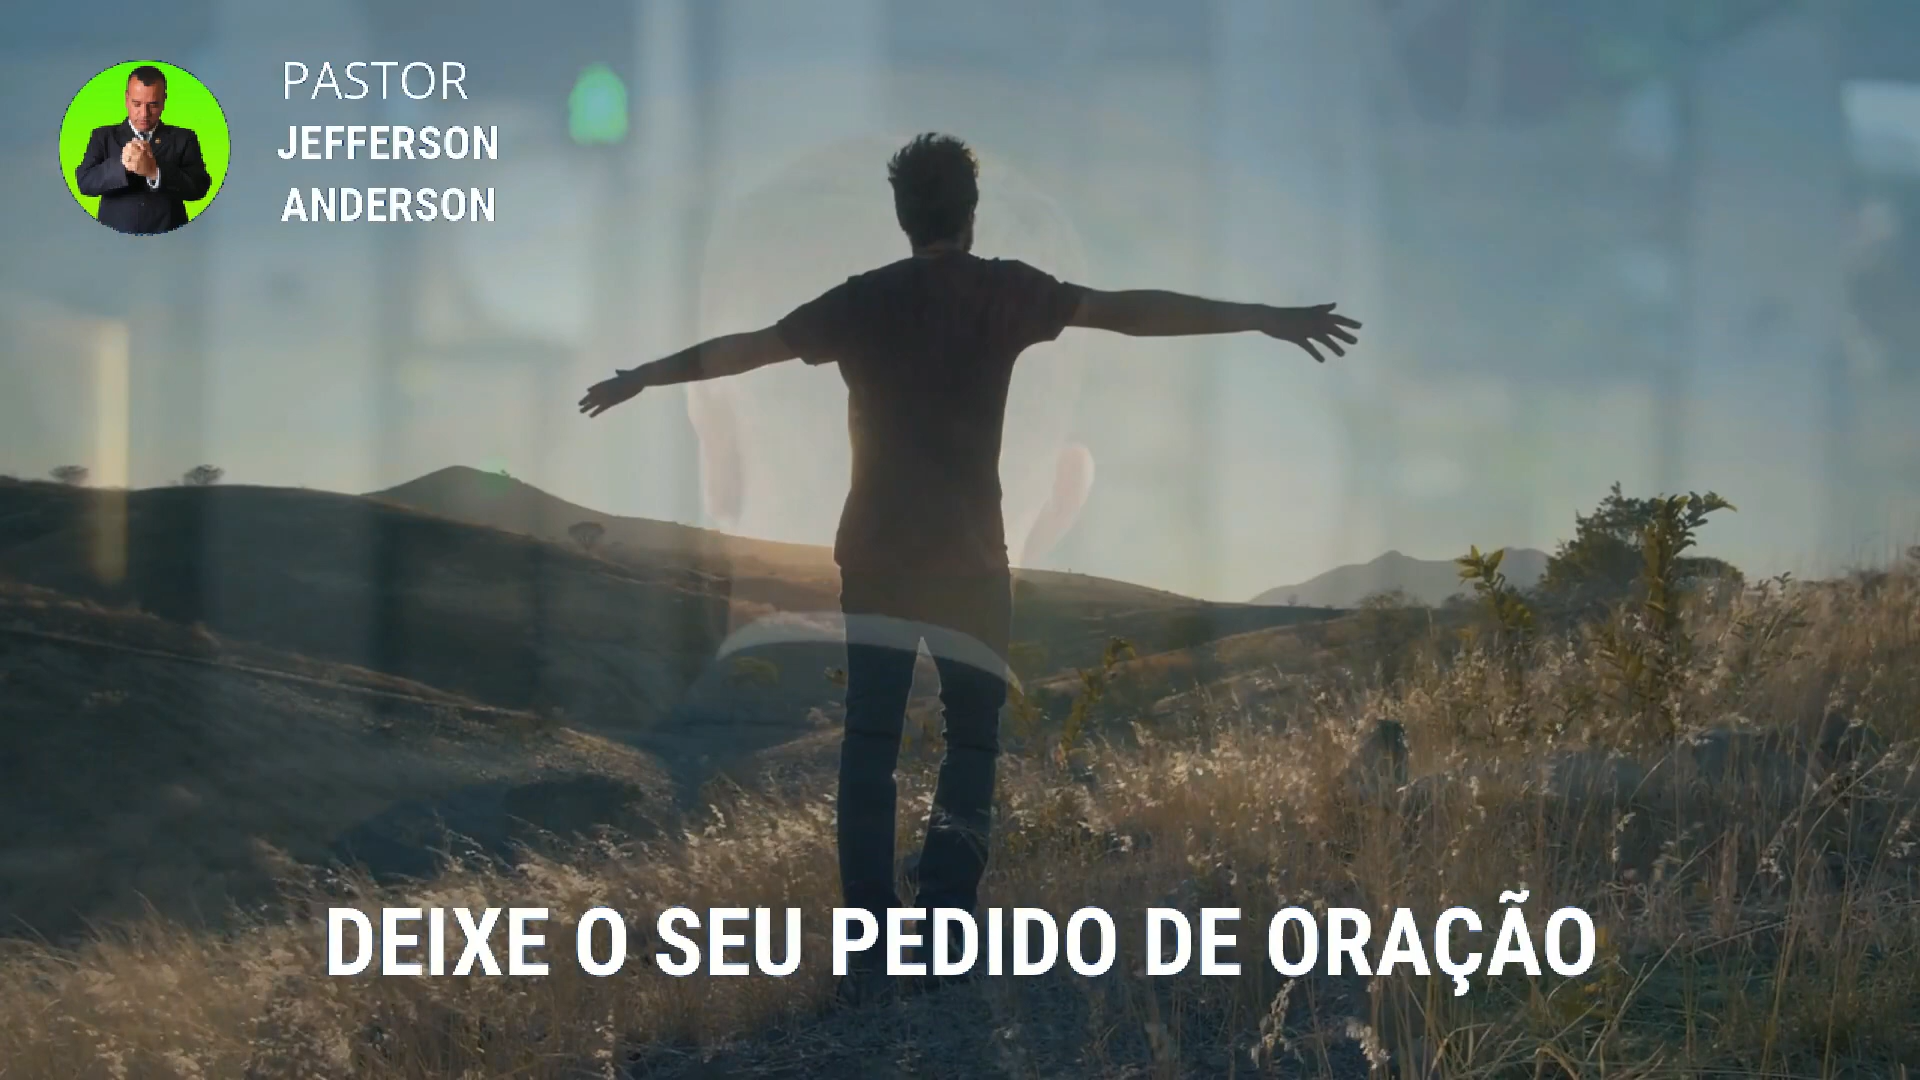 PASTOR
JEFFERSON
ANDERSON
DEIXE O SEU PEDIDO DE ORAÇÃO